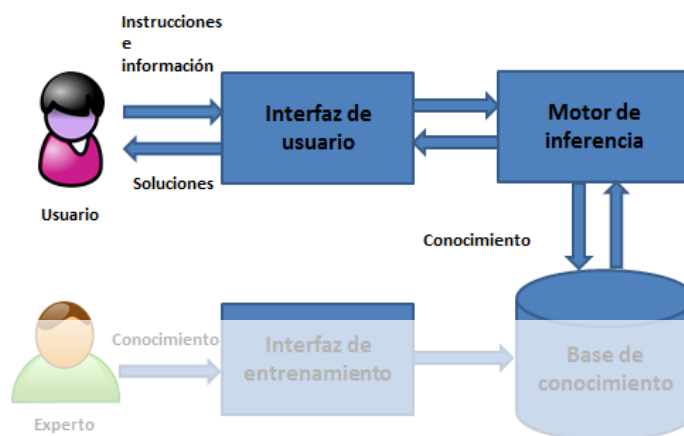 Instrucciones
e
información
Interfaz de
usuario
Motor de
inferencia
Soluciones
Usuario
Conocimiento
Conocimiento
Interfaz de
entrenamiento
Base de
conocimiento
Experto